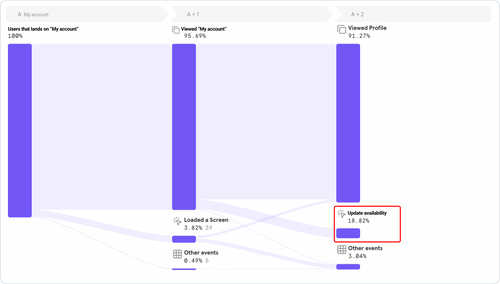 A My account
A + 1
A + 2
Users that lands on "My account"
100%
Viewed "My account"
95.69%
Viewed Profile
91.27%
Loaded a Screen
3.82% 39
Other events
0.49% 5
Update availability
18.82%
Other events
3.04%